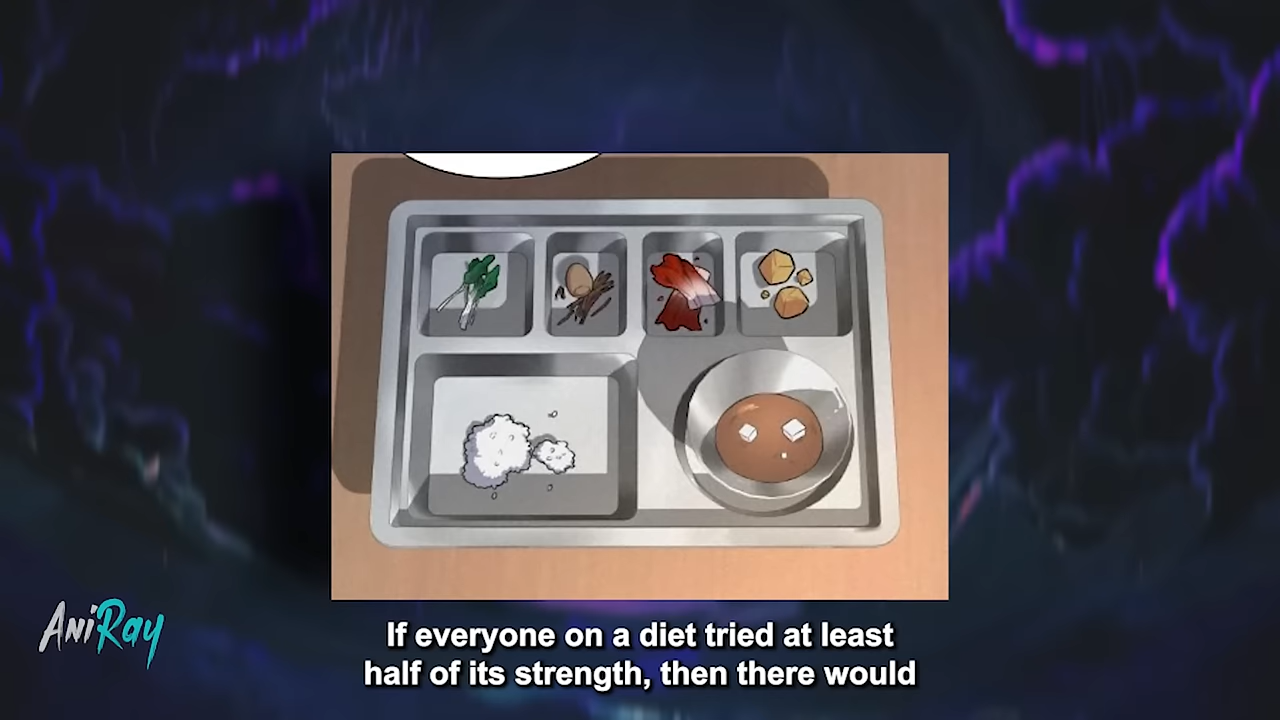 AniRay
If everyone on a diet tried at least
half of its strength, then there would